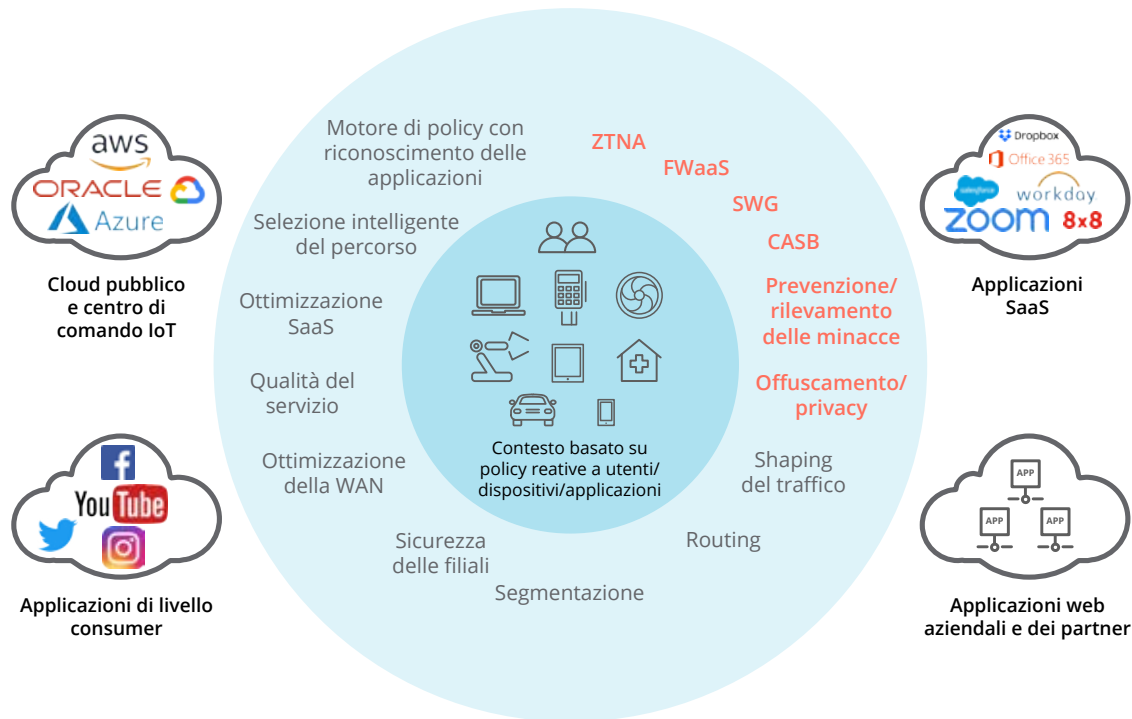 aws
ORACLE
Azure
Cloud pubblico
e centro di
comando IoT
f
You Tube
Applicazioni di livello
consumer
Motore di policy con
riconoscimento delle
applicazioni
Selezione intelligente
del percorso
Ottimizzazione
SaaS
Qualità del
servizio
Ottimizzazione
della WAN
Sicurezza
delle filiali
Segmentazione
Routing
Shaping
del traffico
ZTNA
FWaaS
SWG
CASB
Prevenzione/
rilevamento
delle minacce
Offuscamento/
privacy
Contesto basato su
policy reative a utenti/
dispositivi/applicazioni
Dropbox
Office 365
salesforce
workday
zoom 8x8
Applicazioni
SaaS
APP
APP APP
Applicazioni web
aziendali e dei partner